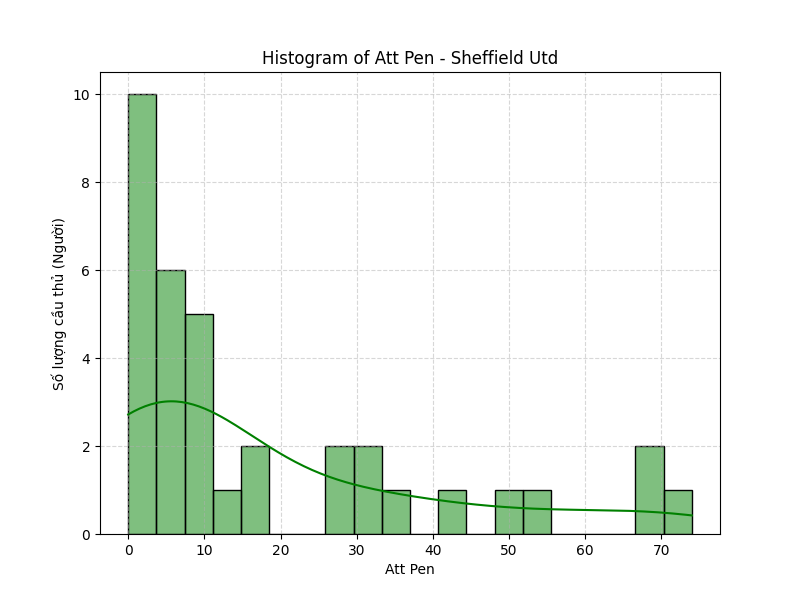 Histogram of Att Pen - Sheffield Utd
10
8
6
4
2
0
Số lượng cầu thủ (Người)
0 10 20 30 40 50 60 70
Att Pen